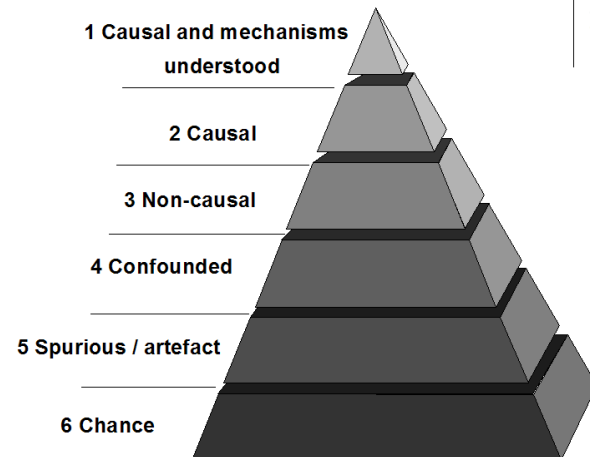 1 Causal and mechanisms
understood
2 Causal
3 Non-causal
4 Confounded
5 Spurious / artefact
6 Chance